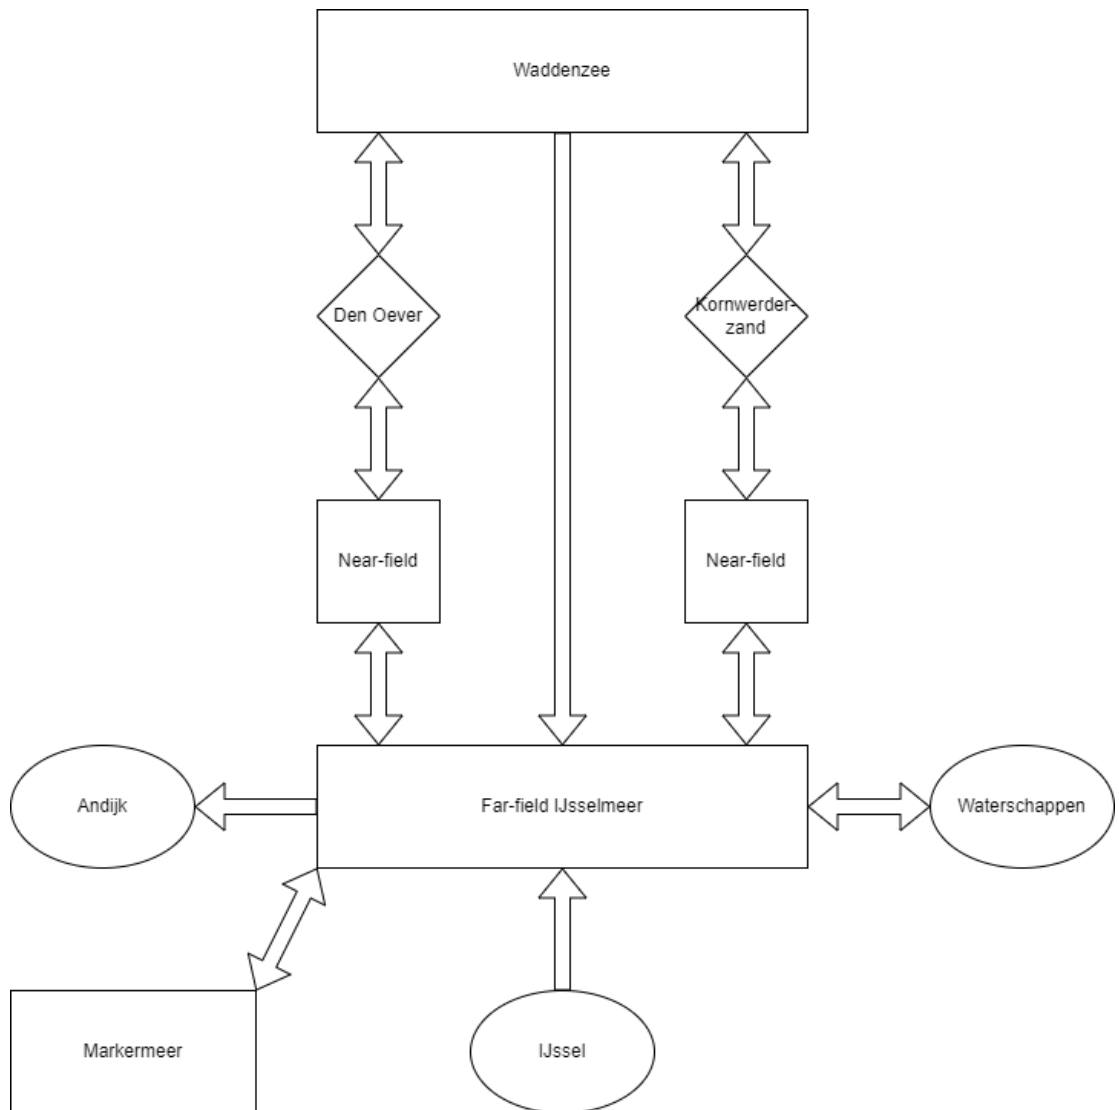 Waddenzee
Den Oever
Kornwerder-
zand
Near-field
Near-field
Andijk
Far-field IJsselmeer
Waterschappen
Markermeer
IJssel